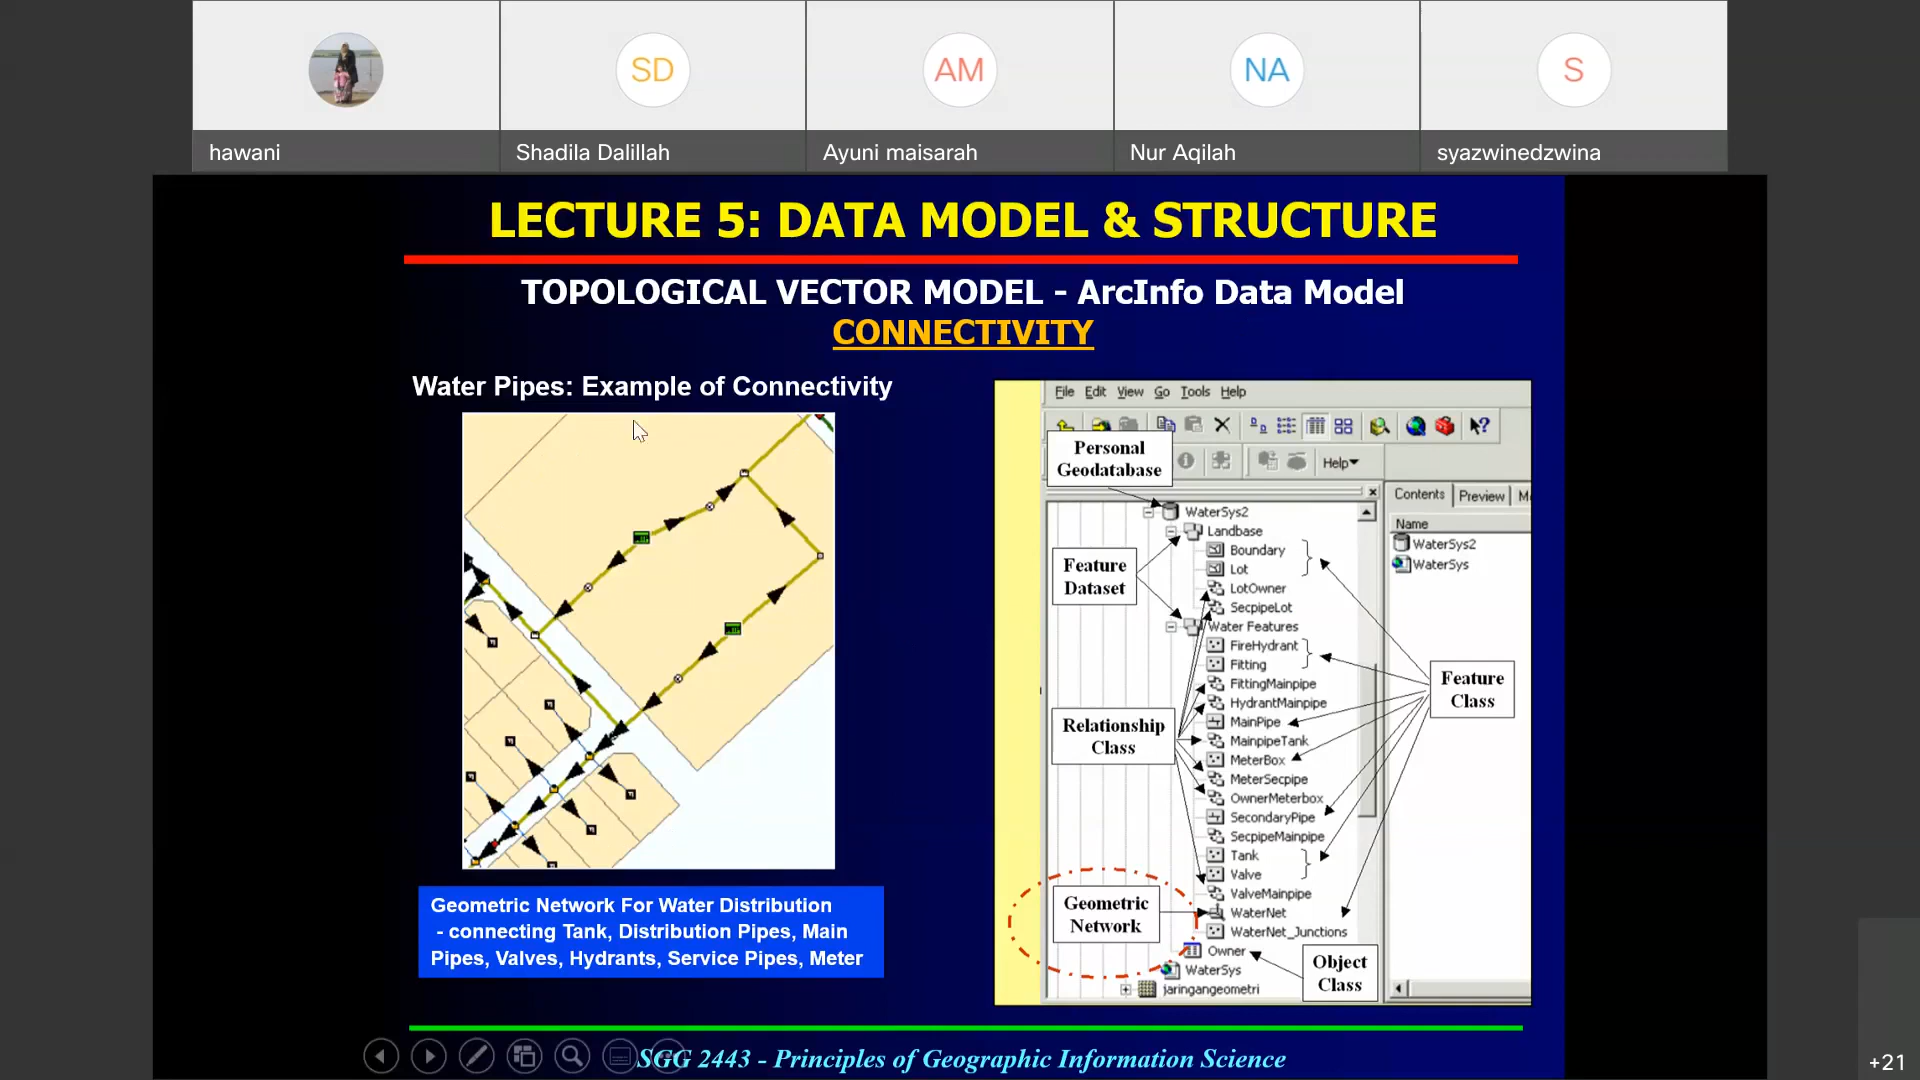 SD
AM
NA
S
hawani
Shadila Dalillah
Ayuni maisarah
Nur Aqilah
syazwinedzwina
LECTURE 5: DATA MODEL & STRUCTURE
TOPOLOGICAL VECTOR MODEL - ArcInfo Data Model
CONNECTIVITY
Water Pipes: Example of Connectivity
Geometric Network For Water Distribution
- connecting Tank, Distribution Pipes, Main
Pipes, Valves, Hydrants, Service Pipes, Meter
File Edit View Go Tools Help
Help
Personal
Geodatabase
Feature
Dataset
Relationship
Class
Geometric
Network
WaterSys2
Landbase
Boundary
Lot
LotOwner
SecpipeLot
Water Features
FireHydrant
Fitting
FittingMainpipe
HydrantMainpipe
MainPipe
MainpipeTank
MeterBox
MeterSecpipe
OwnerMeterbox
SecondaryPipe
SecpipeMainpipe
Tank
Valve
ValveMainpipe
WaterNet
WaterNet_Junctions
Owner
WaterSys
jaringangeometri
Contents Preview M
Name
WaterSys2
WaterSys
Feature
Class
Object
Class
SGG 2443 - Principles of Geographic Information Science
+21